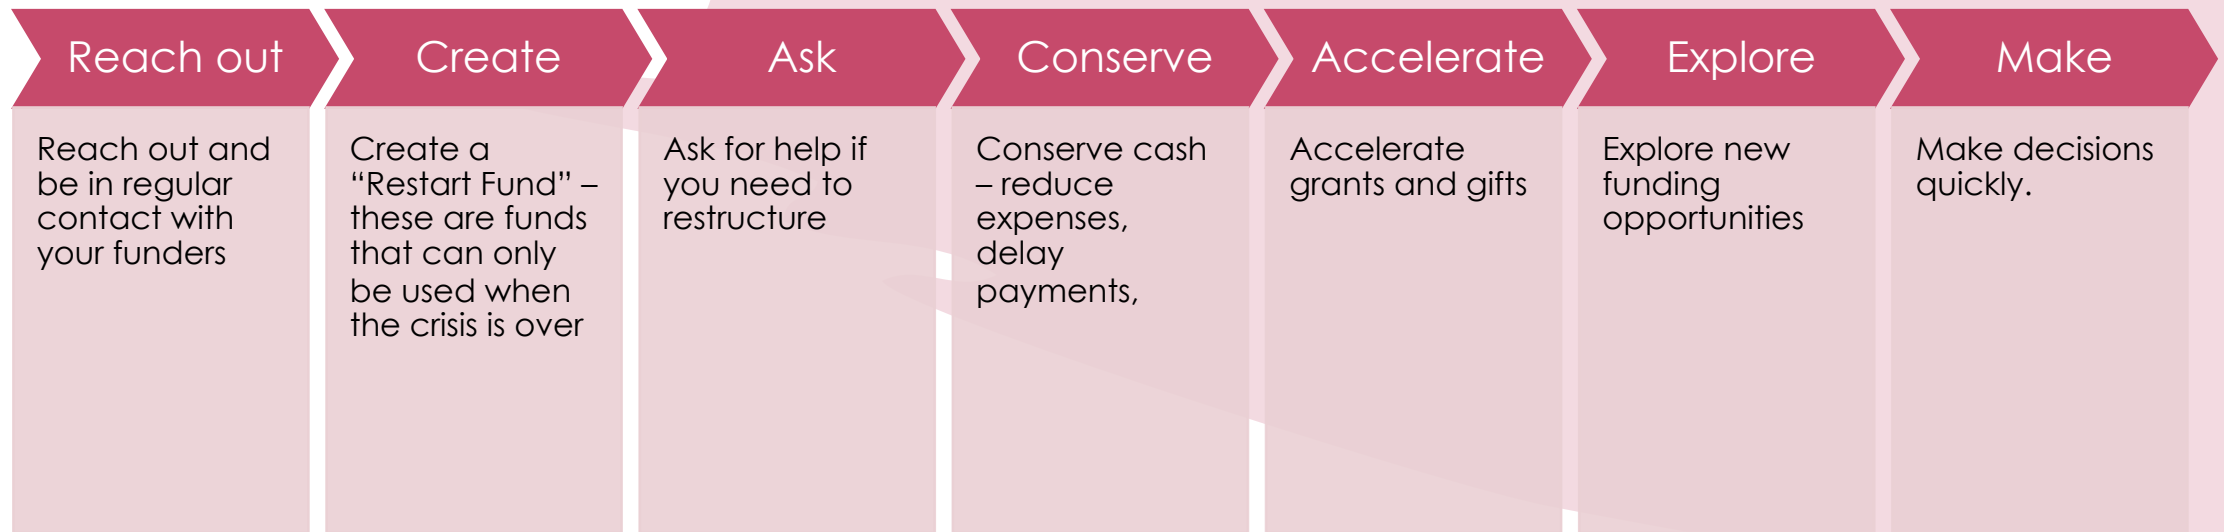 Reach out
Reach out and
be in regular
contact with
your funders
Create
Create a
“Restart Fund” –
these are funds
that can only
be used when
the crisis is over
Ask
Ask for help if
you need to
restructure
Conserve
Conserve cash
– reduce
expenses,
delay
payments,
Accelerate
Accelerate
grants and gifts
Explore
Explore new
funding
opportunities
Make
Make decisions
quickly.